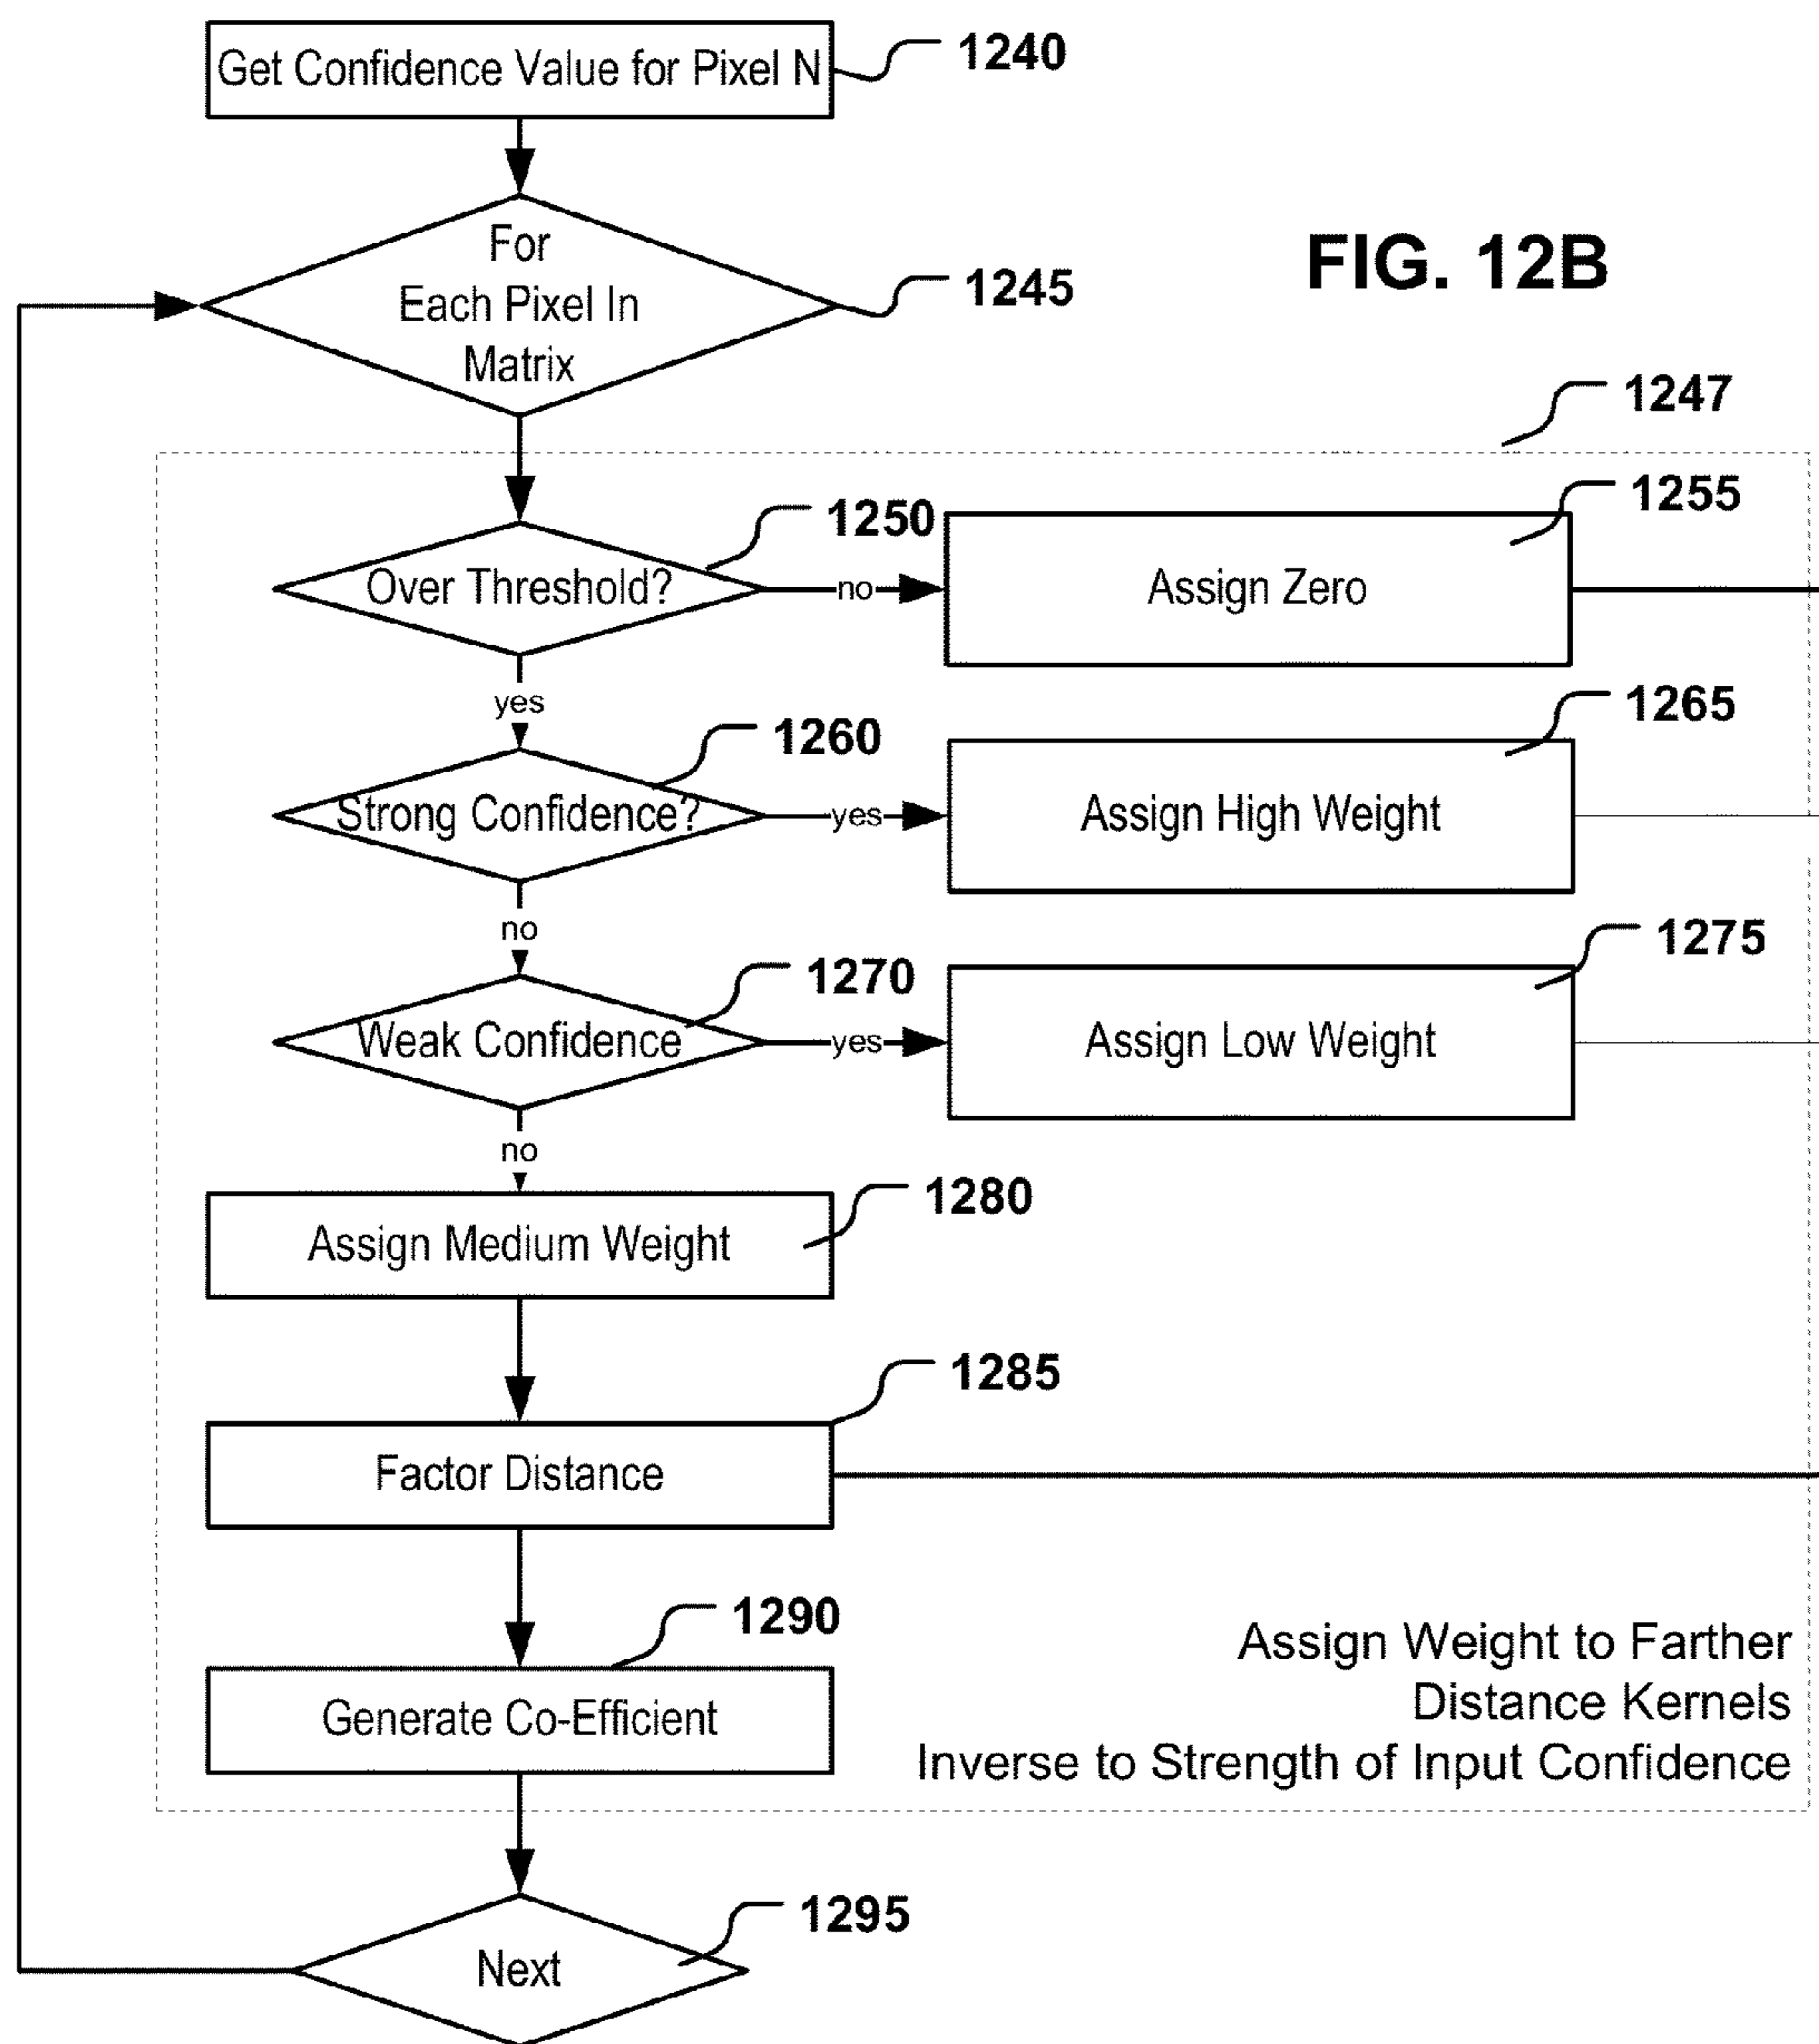 Get Confidence Value for Pixel N
1240
For
Each Pixel In
Matrix
1245
FIG. 12B
1247
Over Threshold?
1250
no
Assign Zero
1255
yes
Strong Confidence?
1260
yes
Assign High Weight
1265
no
Weak Confidence
1270
yes
Assign Low Weight
1275
no
Assign Medium Weight
1280
Factor Distance
1285
Generate Co-Efficient
1290
Assign Weight to Farther
Distance Kernels
Inverse to Strength of Input Confidence
Next
1295